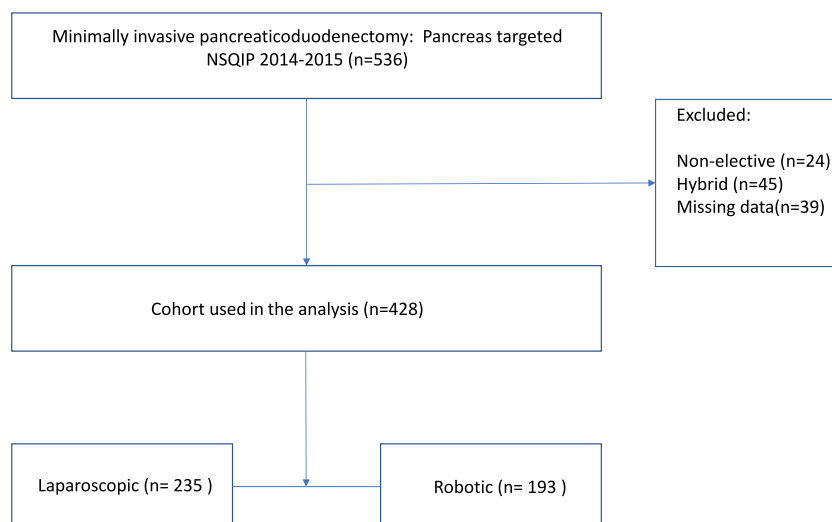 Minimally invasive pancreaticoduodenectomy: Pancreas targeted
NSQIP 2014-2015 (n=536)
Excluded:
Non-elective (n=24)
Hybrid (n=45)
Missing data(n=39)
Cohort used in the analysis (n=428)
Laparoscopic (n= 235 )
Robotic (n= 193 )